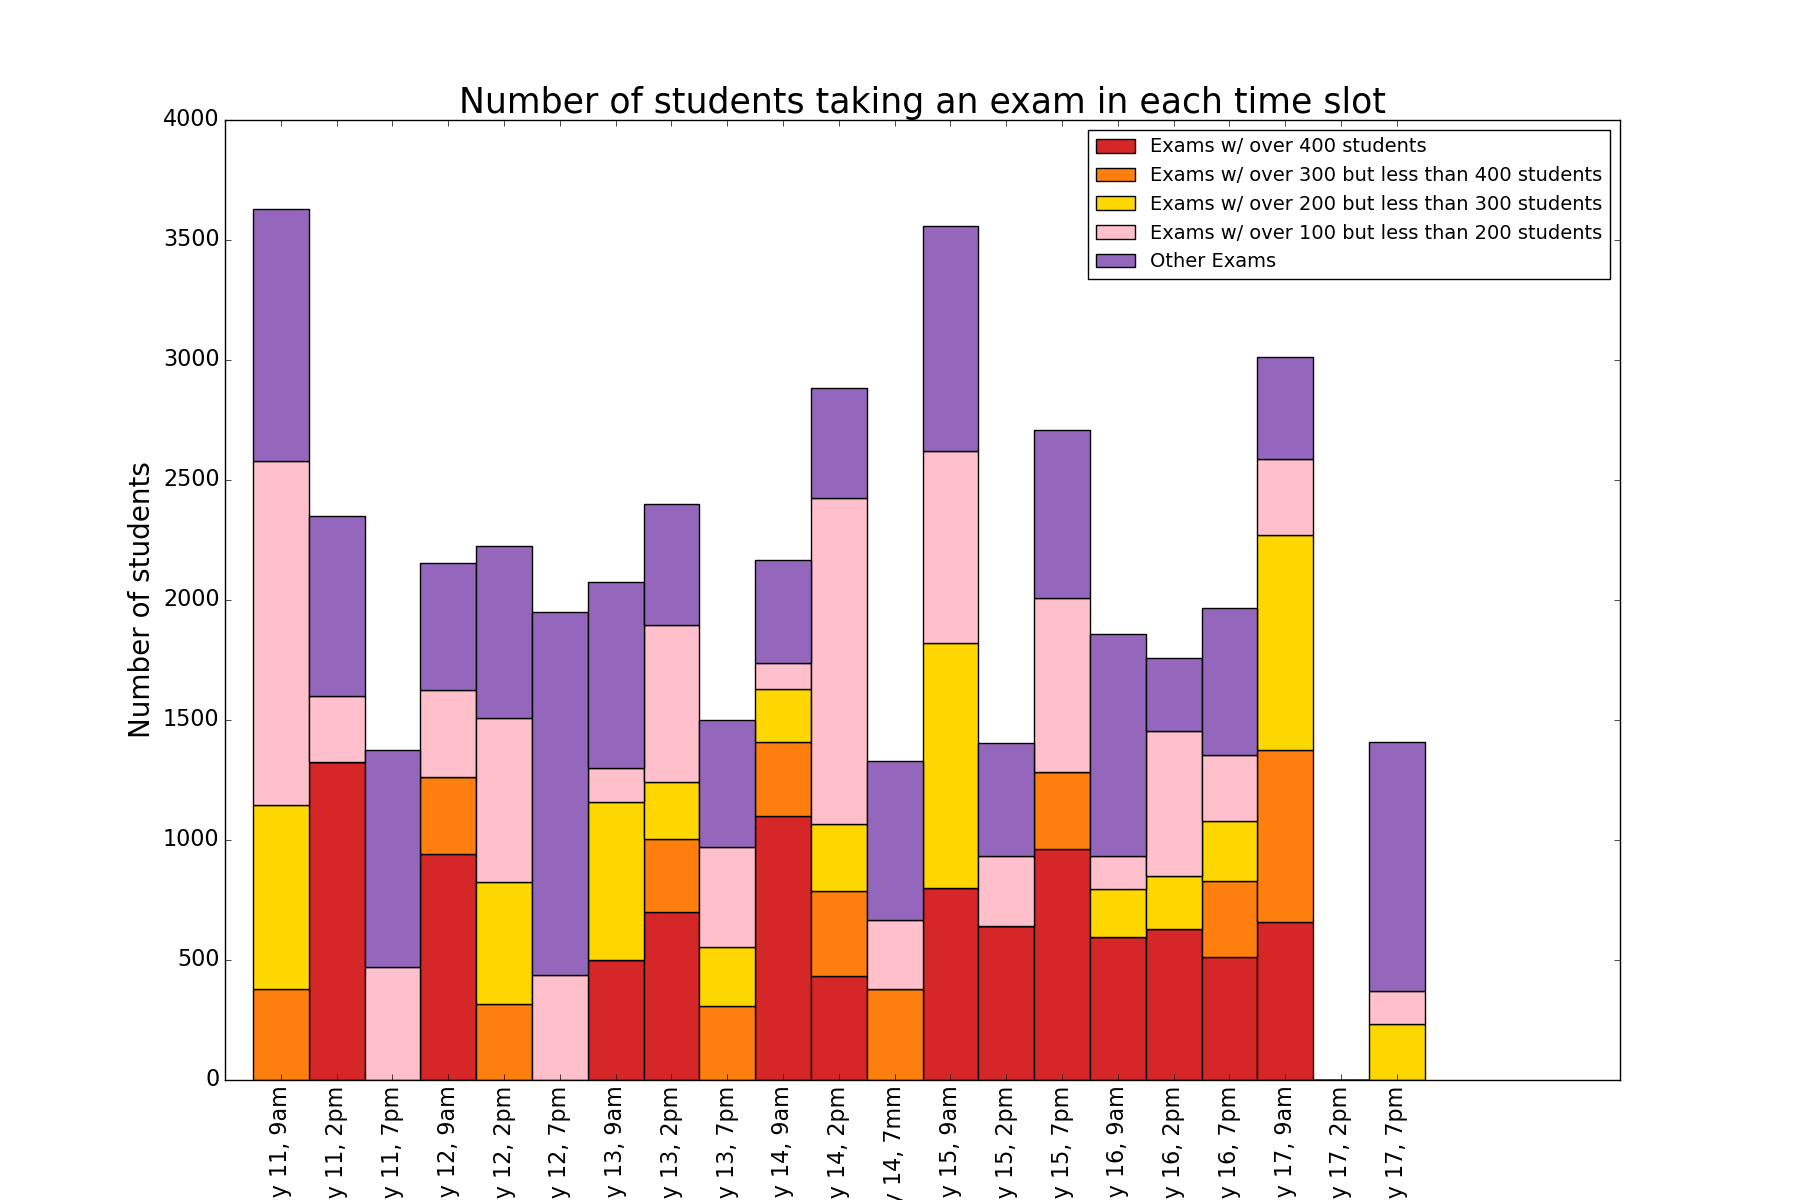 Number of students taking an exam in each time slot
Exams w/ over 400 students
Exams w/ over 300 but less than 400 students
Exams w/ over 200 but less than 300 students
Exams w/ over 100 but less than 200 students
Other Exams
Number of students
4000
3500
3000
2500
2000
1500
1000
500
0
y 11, 9am
y 11, 2pm
y 11, 7pm
y 12, 9am
y 12, 2pm
y 12, 7pm
y 13, 9am
y 13, 2pm
y 13, 7pm
y 14, 9am
y 14, 2pm
y 14, 7mm
y 15, 9am
y 15, 2pm
y 15, 7pm
y 16, 9am
y 16, 2pm
y 16, 7pm
y 17, 9am
y 17, 2pm
y 17, 7pm